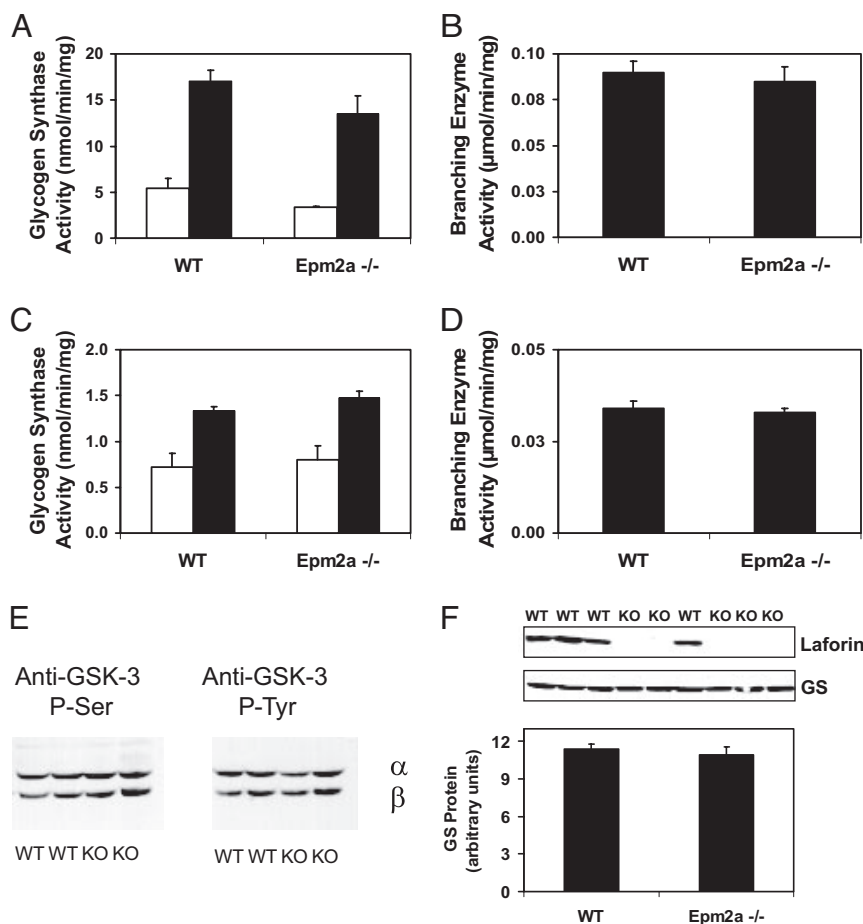 A
Glycogen Synthase
Activity (nmol/min/mg)
20
15
10
5
0
WT
Epm2a -/-
B
Branching Enzyme
Activity (µmol/min/mg)
0.10
0.08
0.05
0.03
0.00
WT
Epm2a -/-
C
Glycogen Synthase
Activity (nmol/min/mg)
2.0
1.5
1.0
0.5
0.0
WT
Epm2a -/-
D
Branching Enzyme
Activity (µmol/min/mg)
0.05
0.03
0.00
WT
Epm2a -/-
E
Anti-GSK-3
P-Ser
Anti-GSK-3
P-Tyr
α
β
WT WT KO KO
WT WT KO KO
F
WT WT WT KO KO WT KO KO KO
Laforin
GS
GS Protein
(arbitrary units)
12
9
6
3
0
WT
Epm2a -/-